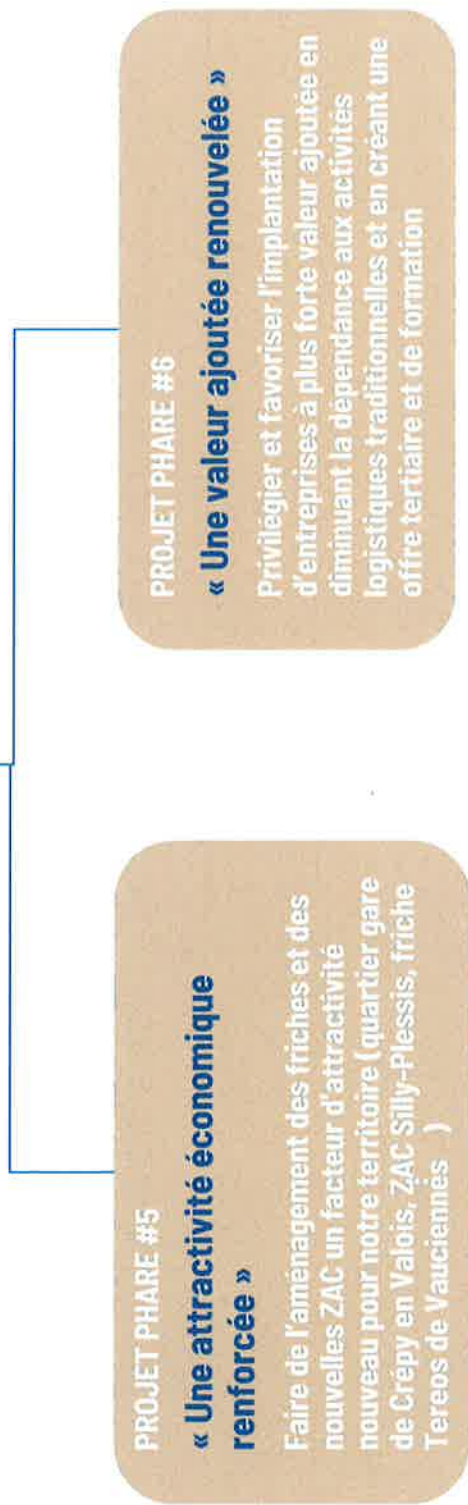 PROJET PHARE #5
« Une attractivité économique
renforcée »
Faire de l'aménagement des friches et des
nouvelles ZAC un facteur d'attractivité
nouveau pour notre territoire (quartier gare
de Crépy en Valois, ZAC Silly-Plessis, friche
Tereos de Vauciennes )
PROJET PHARE #6
« Une valeur ajoutée renouvelée »
Privilégier et favoriser l'implantation
d'entreprises à plus forte valeur ajoutée en
diminuant la dépendance aux activités
logistiques traditionnelles et en créant une
offre tertiaire et de formation